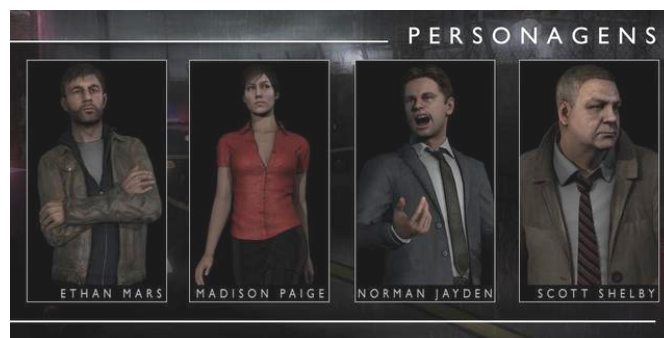 PERSONAGENS
ETHAN MARS
MADISON PAIGE
NORMAN JAYDEN
SCOTT SHELBY